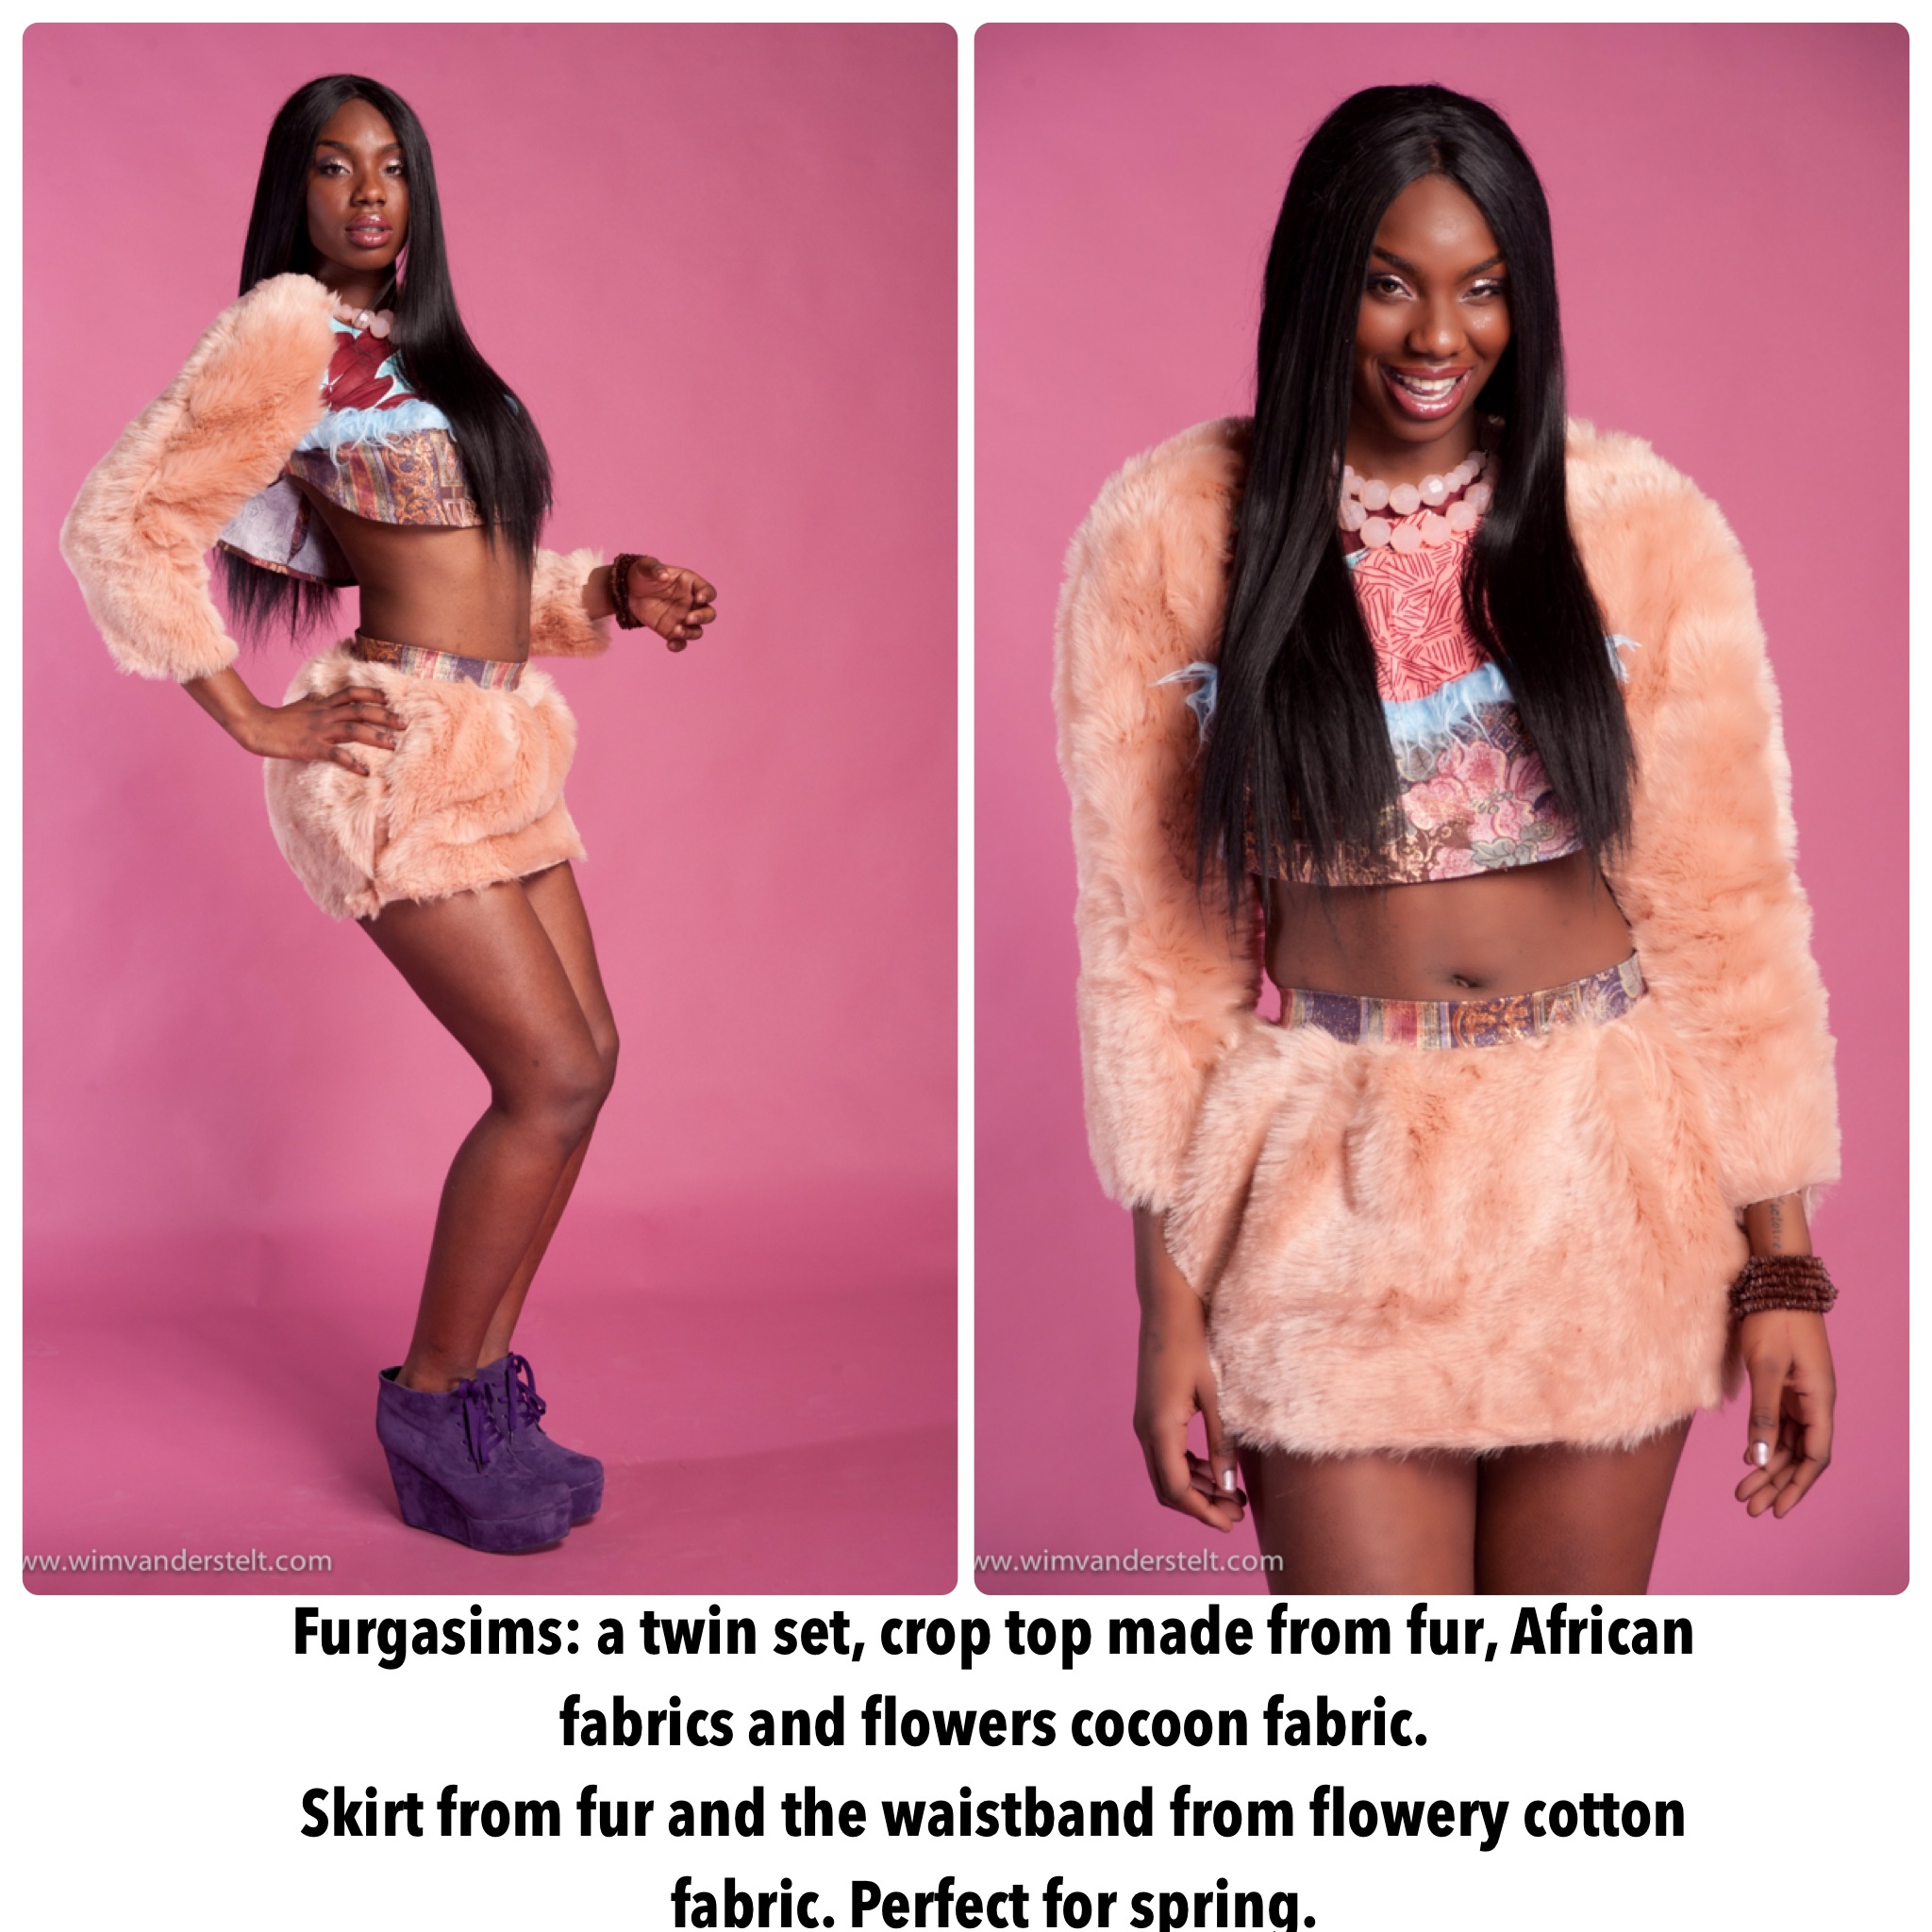 ww.wimvanderstelt.com
ww.wimvanderstelt.com
Furgasims: a twin set, crop top made from fur, African
fabrics and flowers cocoon fabric.
Skirt from fur and the waistband from flowery cotton
fabric. Perfect for spring.